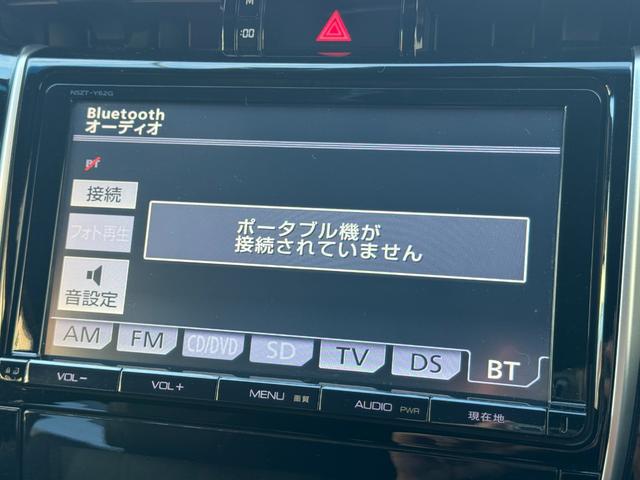 M
:00
NSZT-Y62G
Bluetooth
オーディオ
BT
接続
フォト再生
音設定
ポータブル機が
接続されていません
AM FM CD/DVD SD TV DS BT
VOL− VOL+ MENU 画質 AUDIO PWR 現在地